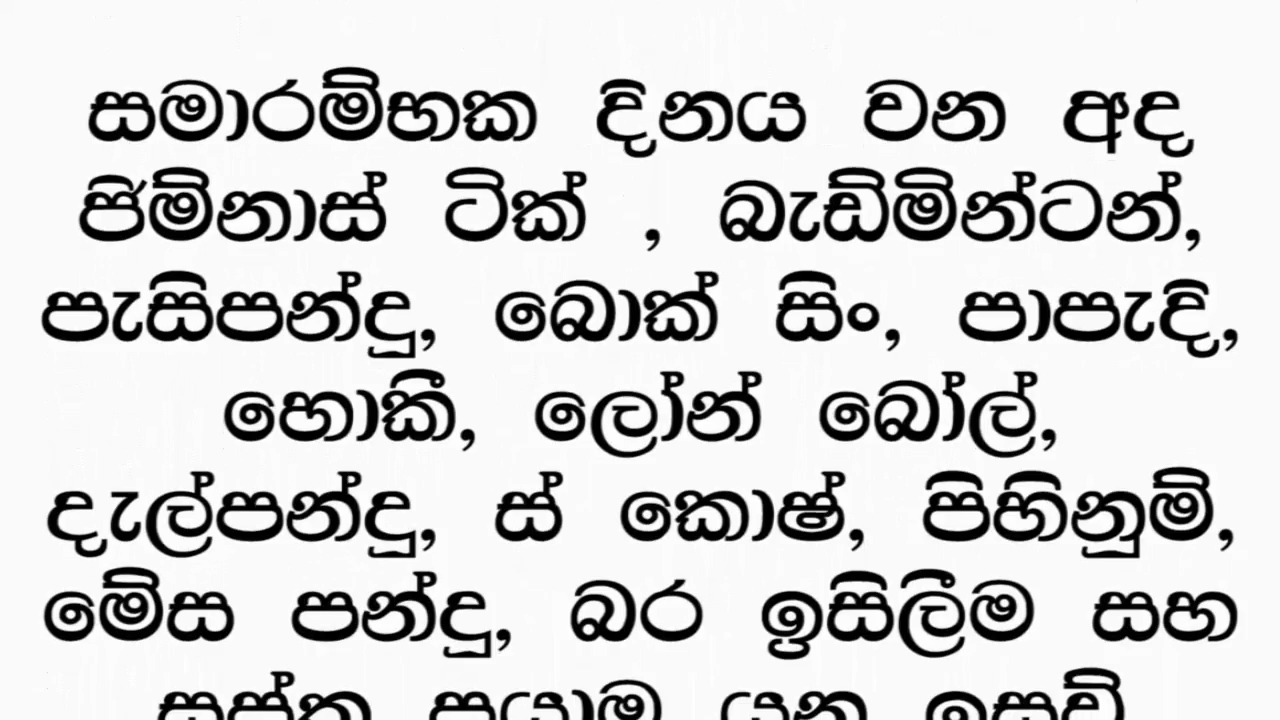 සමාරම්භක දිනය වන අද
ජිම්නාස් ටික් , බැඩ්මින්ටන්,
පැසිපන්දු, බොක් සිං, පාපැදි,
හොකී, ලෝන් බෝල්,
දැල්පන්දු, ස් කොෂ්, පිහිනුම්,
මේස පන්දු, බර ඉසිලීම සහ